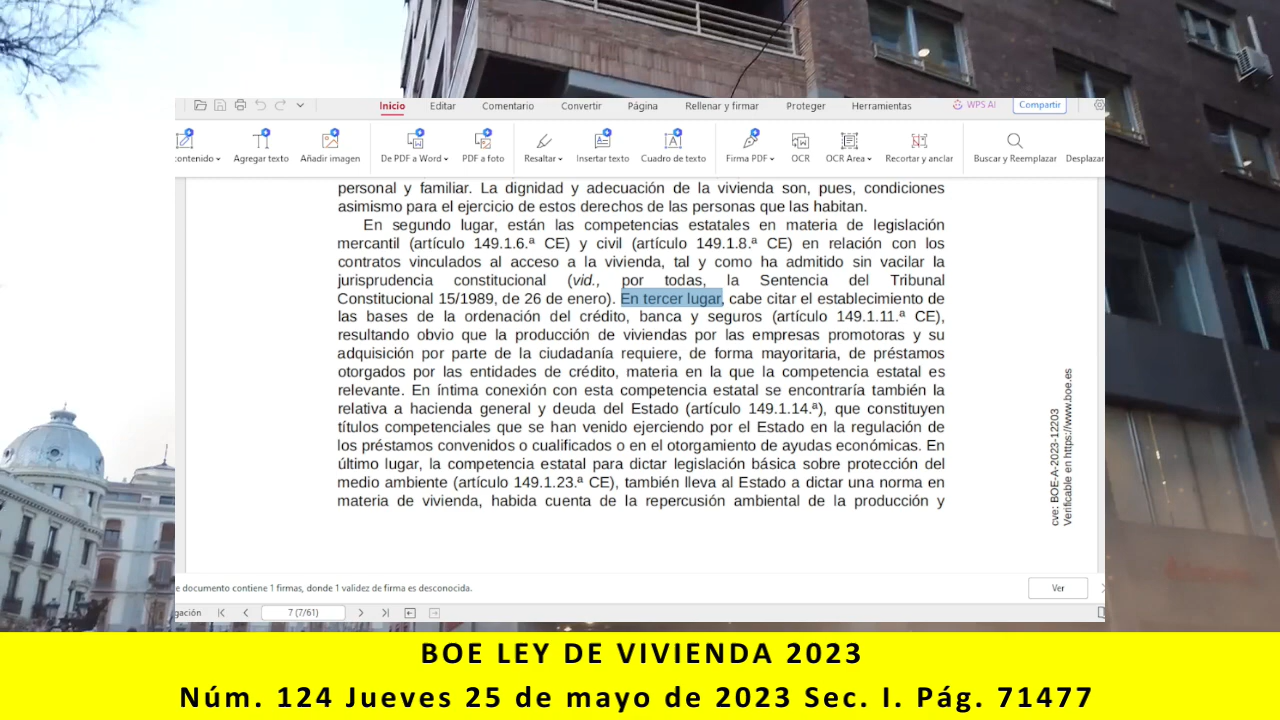 Inicio Editar Comentario Convertir Página Rellenar y firmar Proteger Herramientas WPS AI Compartir
ontenido Agregar texto Añadir imagen De PDF a Word PDF a foto Resaltar Insertar texto Cuadro de texto Firma PDF OCR OCR Area Recortar y anclar Buscar y Reemplazar Desplazar
personal y familiar. La dignidad y adecuación de la vivienda son, pues, condiciones
asimismo para el ejercicio de estos derechos de las personas que las habitan.
En segundo lugar, están las competencias estatales en materia de legislación
mercantil (artículo 149.1.6.ª CE) y civil (artículo 149.1.8.ª CE) en relación con los
contratos vinculados al acceso a la vivienda, tal y como ha admitido sin vacilar la
jurisprudencia constitucional (vid., por todas, la Sentencia del Tribunal
Constitucional 15/1989, de 26 de enero). En tercer lugar, cabe citar el establecimiento de
las bases de la ordenación del crédito, banca y seguros (artículo 149.1.11.ª CE),
resultando obvio que la producción de viviendas por las empresas promotoras y su
adquisición por parte de la ciudadanía requiere, de forma mayoritaria, de préstamos
otorgados por las entidades de crédito, materia en la que la competencia estatal es
relevante. En íntima conexión con esta competencia estatal se encontraría también la
relativa a hacienda general y deuda del Estado (artículo 149.1.14.ª), que constituyen
títulos competenciales que se han venido ejerciendo por el Estado en la regulación de
los préstamos convenidos o cualificados o en el otorgamiento de ayudas económicas. En
último lugar, la competencia estatal para dictar legislación básica sobre protección del
medio ambiente (artículo 149.1.23.ª CE), también lleva al Estado a dictar una norma en
materia de vivienda, habida cuenta de la repercusión ambiental de la producción y
cve: BOE-A-2023-12203
Verificable en https://www.boe.es
e documento contiene 1 firmas, donde 1 validez de firma es desconocida. Ver
gación 7 (7/61)
BOE LEY DE VIVIENDA 2023
Núm. 124 Jueves 25 de mayo de 2023 Sec. I. Pág. 71477